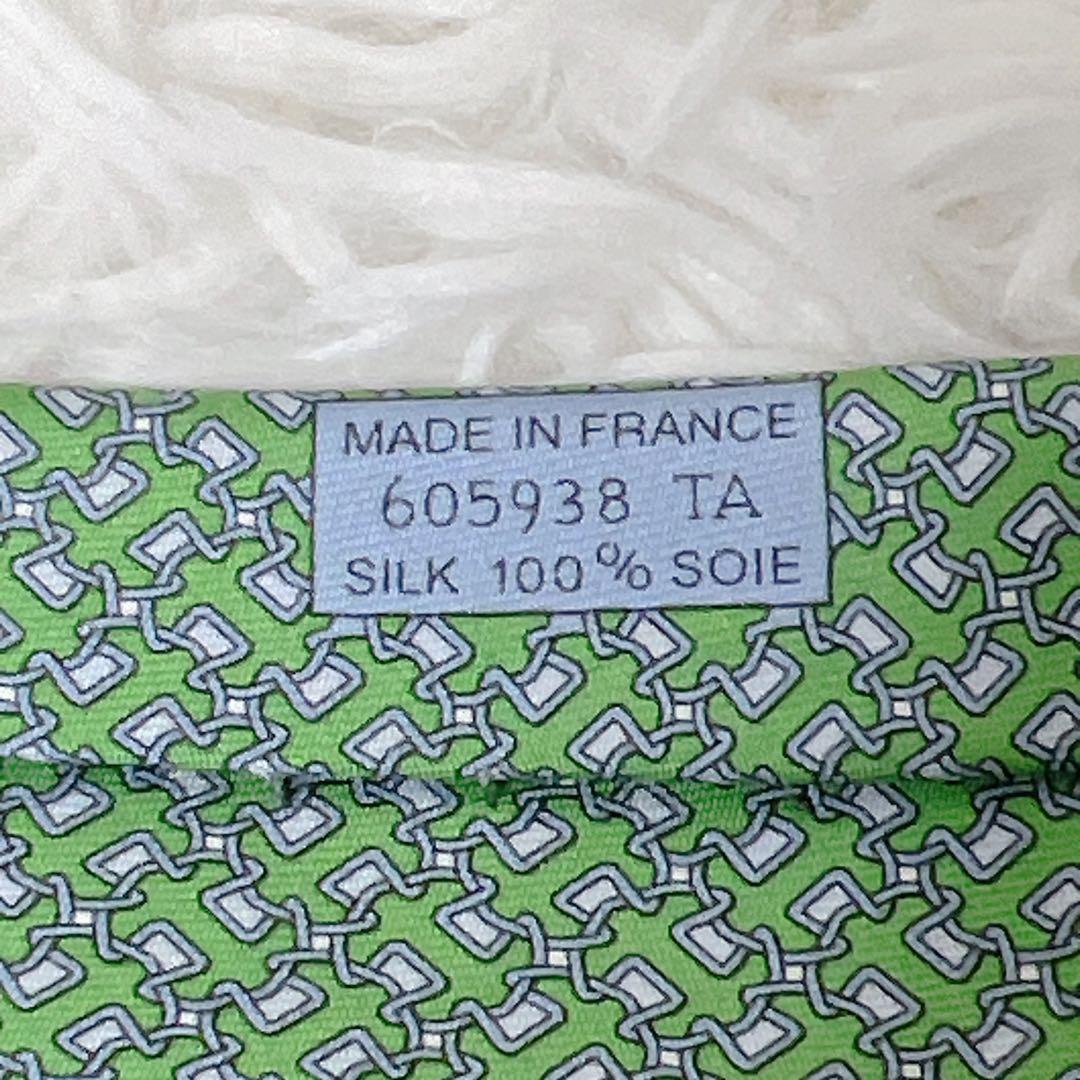 MADE IN FRANCE
605938 TA
SILK 100% SOIE